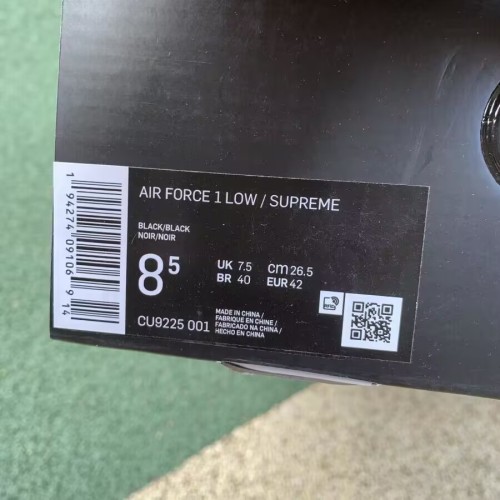 AIR FORCE 1 LOW / SUPREME
BLACK/BLACK
NOIR/NOIR
8⁵
UK 7.5 cm 26.5
BR 40 EUR 42
CU9225 001
MADE IN CHINA /
FABRIQUE EN CHINE /
FABRICADO NA CHINA /
HECHO EN CHINA
1 94274 09106 9 14